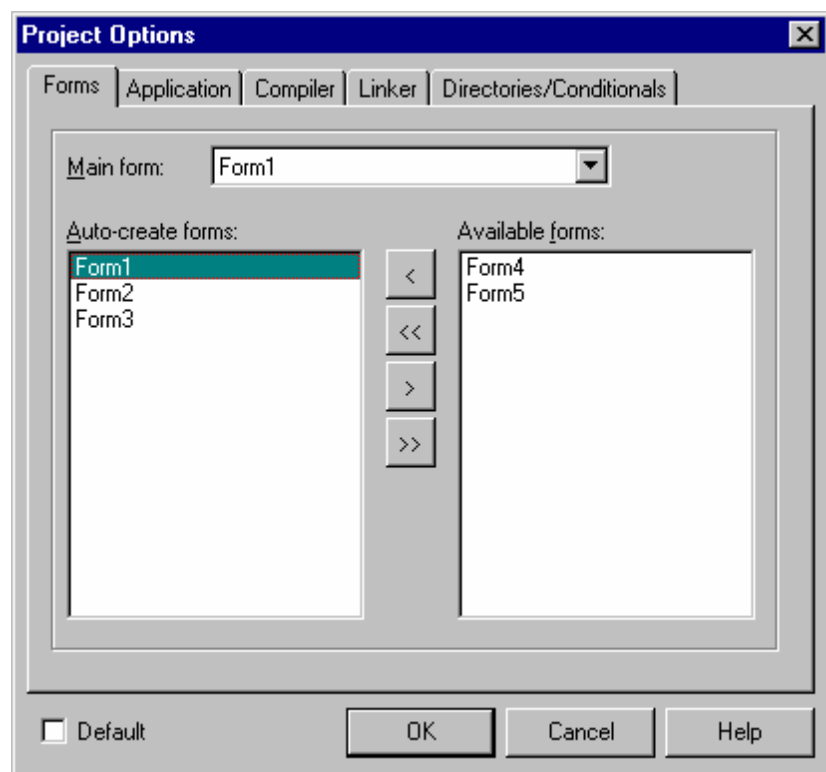 Project Options
Forms Application Compiler Linker Directories/Conditionals
Main form: Form1
Auto-create forms: Available forms:
Form1 < Form4
Form2 Form5
Form3
<<
>
>>
Default OK Cancel Help